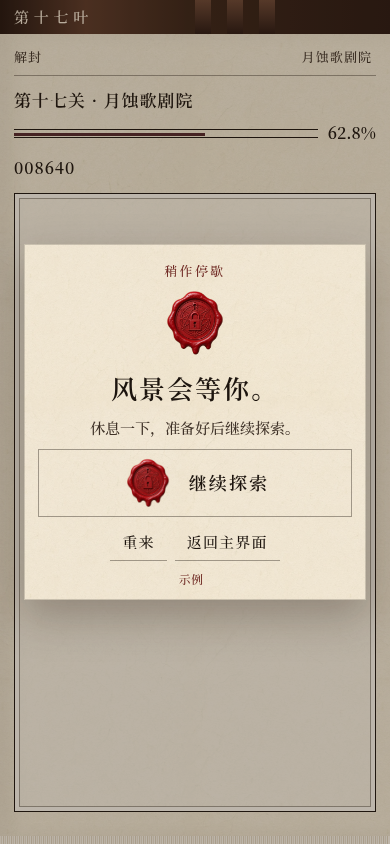 第十七叶
解封
月蚀歌剧院
第十七关 · 月蚀歌剧院
62.8%
008640
稍作停歇
风景会等你。
休息一下，准备好后继续探索。
继续探索
重来
返回主界面
示例